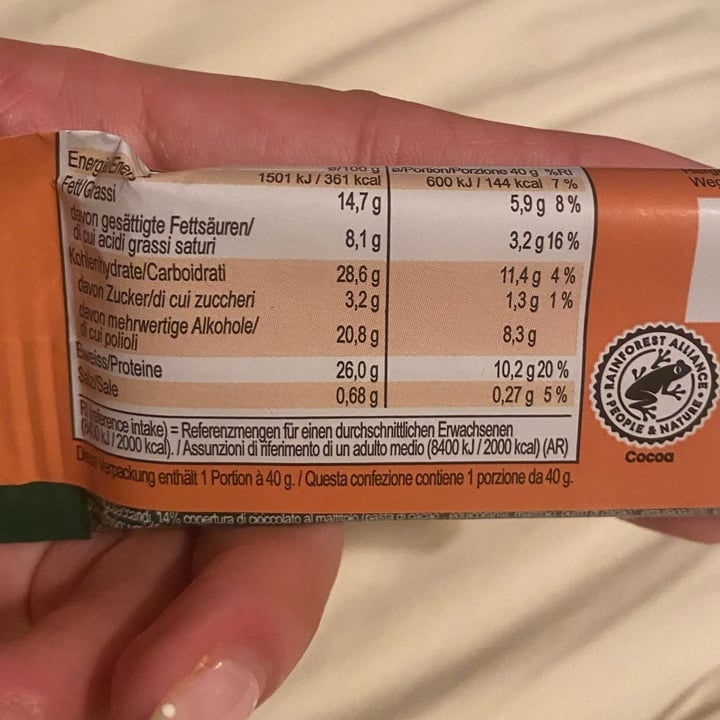 ø/100 g ø/Portion/Porzione 40 g %RI
1501 kJ / 361 kcal 600 kJ / 144 kcal 7 %
Fett/Grassi 14,7 g 5,9 g 8 %
davon gesättigte Fettsäuren/
di cui acidi grassi saturi 8,1 g 3,2 g 16 %
Kohlenhydrate/Carboidrati 28,6 g 11,4 g 4 %
davon Zucker/di cui zuccheri 3,2 g 1,3 g 1 %
davon mehrwertige Alkohole/
di cui polioli 20,8 g 8,3 g
Eiweiss/Proteine 26,0 g 10,2 g 20 %
Salz/Sale 0,68 g 0,27 g 5 %
RI (reference intake) = Referenzmengen für einen durchschnittlichen Erwachsenen
(8400 kJ / 2000 kcal). / Assunzioni di riferimento di un adulto medio (8400 kJ / 2000 kcal) (AR)
Diese Verpackung enthält 1 Portion à 40 g. / Questa confezione contiene 1 porzione da 40 g.
14% copertura di cioccolato al maltitolo
RAINFOREST ALLIANCE
PEOPLE & NATURE
Cocoa